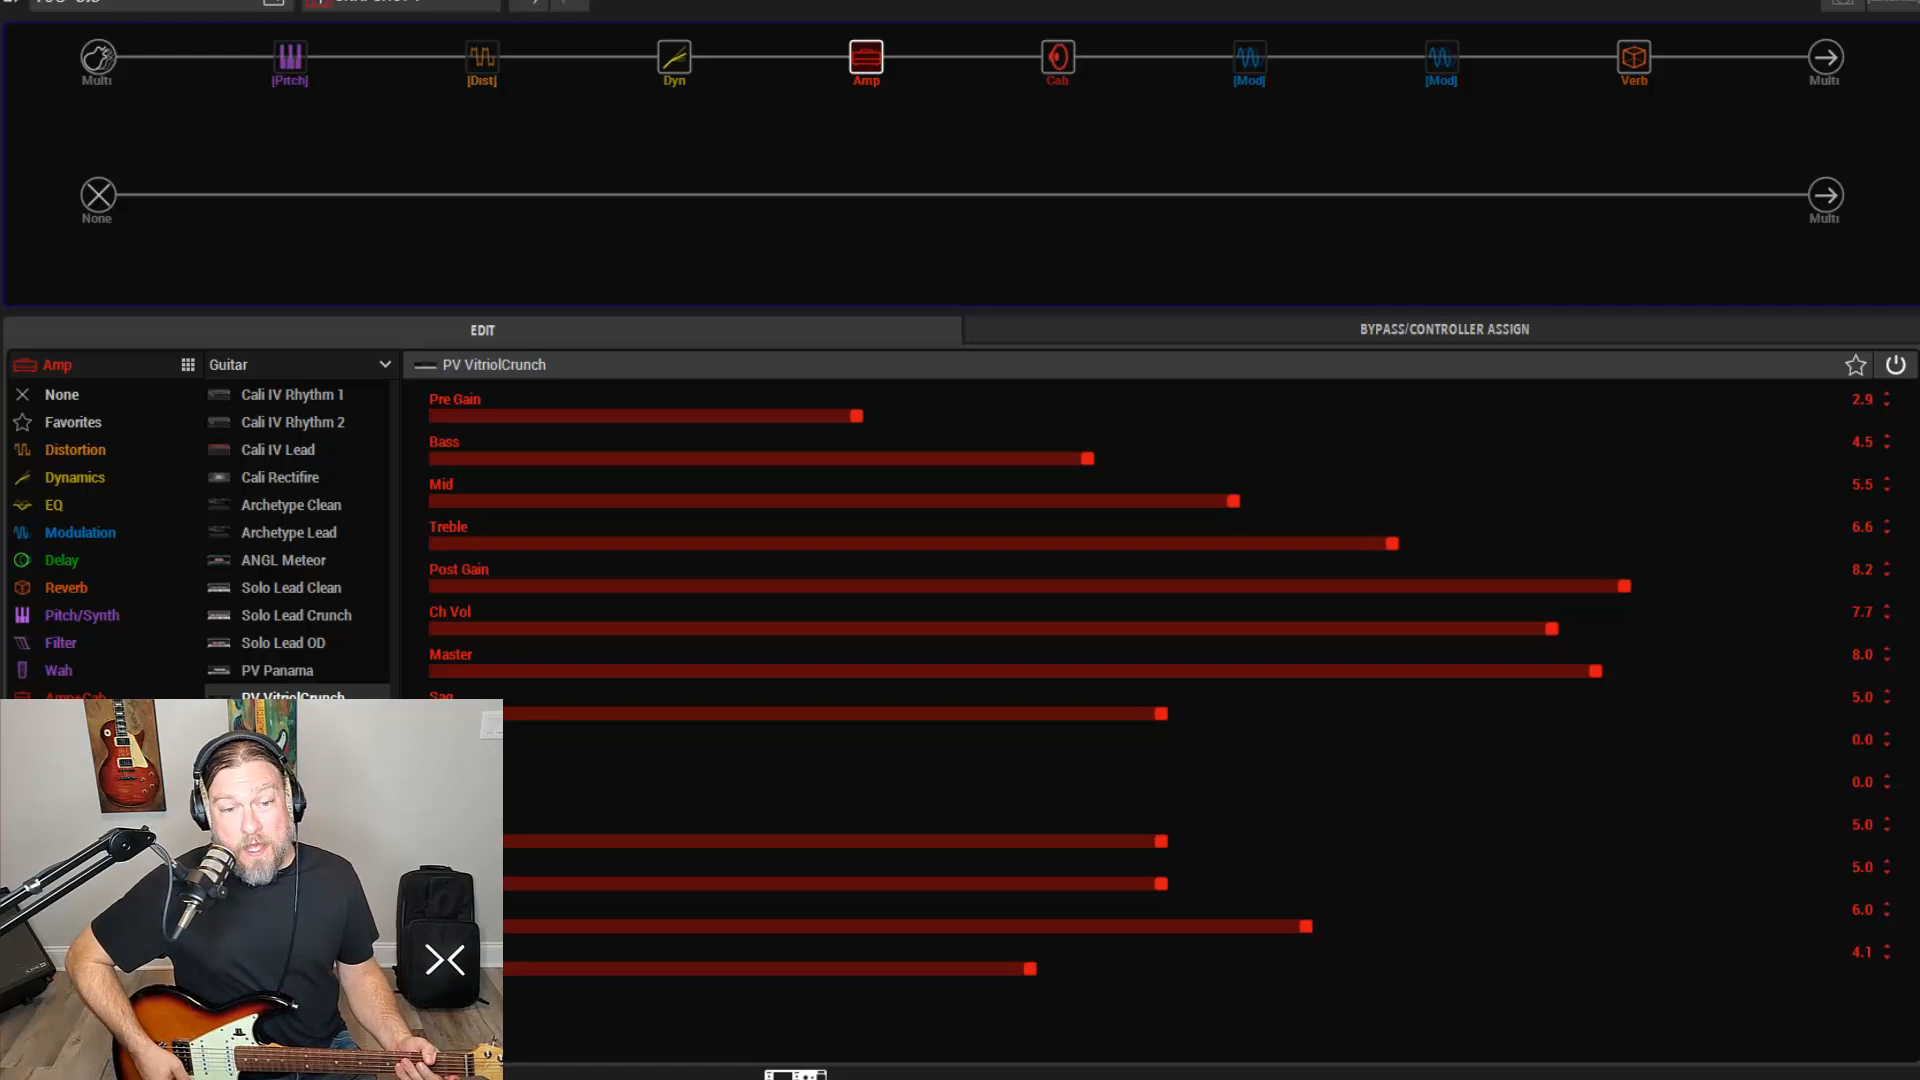 Multi
[Pitch]
[Dist]
Dyn
Amp
Cab
[Mod]
[Mod]
Verb
Multi
None
Multi
EDIT
BYPASS/CONTROLLER ASSIGN
Amp
Guitar
PV VitriolCrunch
None
Favorites
Distortion
Dynamics
EQ
Modulation
Delay
Reverb
Pitch/Synth
Filter
Wah
Amp+Cab
Cali IV Rhythm 1
Cali IV Rhythm 2
Cali IV Lead
Cali Rectifire
Archetype Clean
Archetype Lead
ANGL Meteor
Solo Lead Clean
Solo Lead Crunch
Solo Lead OD
PV Panama
PV VitriolCrunch
Pre Gain 2.9
Bass 4.5
Mid 5.5
Treble 6.6
Post Gain 8.2
Ch Vol 7.7
Master 8.0
Sag 5.0
0.0
0.0
5.0
5.0
6.0
4.1